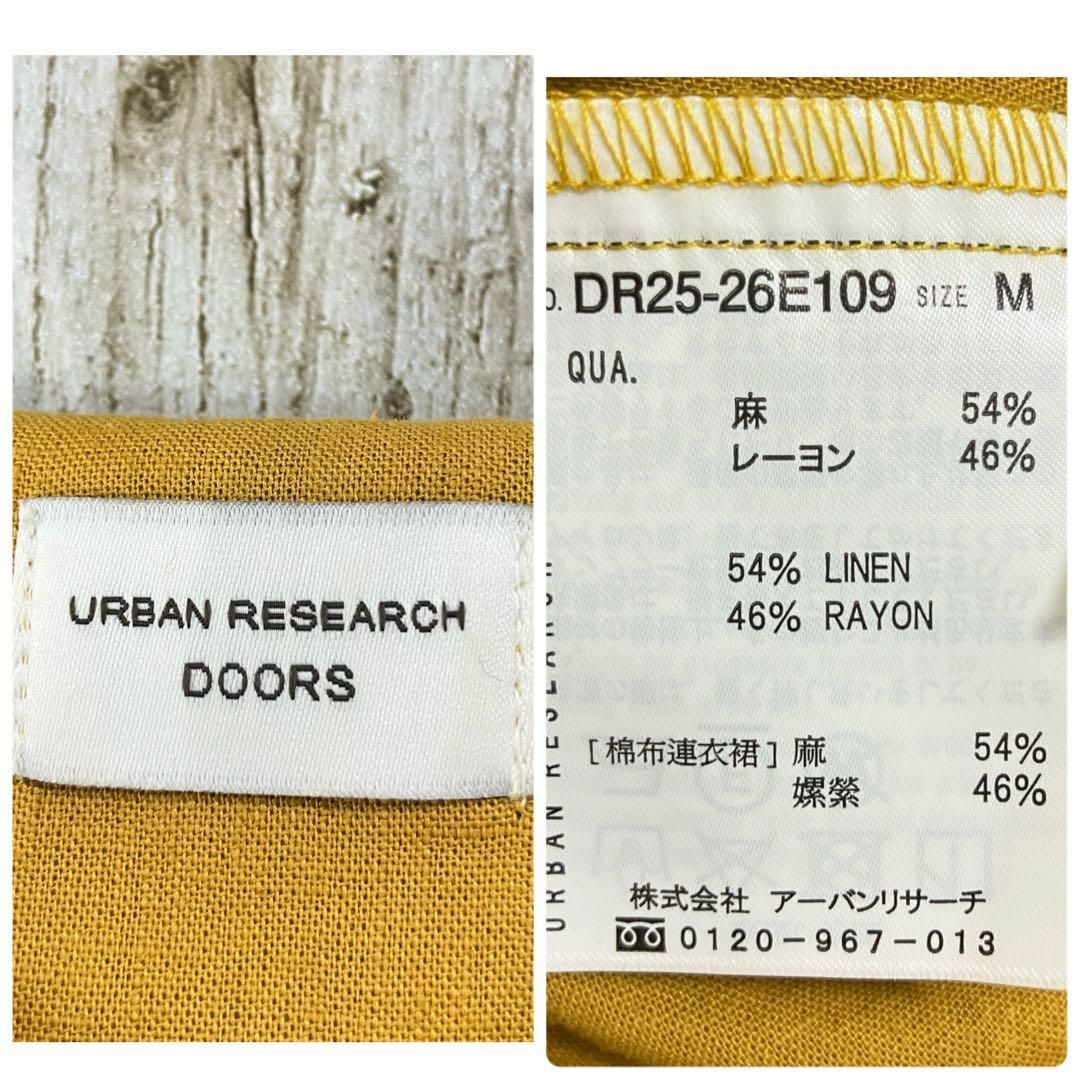 URBAN RESEARCH
DOORS
DR25-26E109 SIZE M
QUA.
麻 54%
レーヨン 46%
54% LINEN
46% RAYON
[棉布連衣裙] 麻 54%
嫘縈 46%
URBAN RESEARCH
株式会社 アーバンリサーチ
0120-967-013